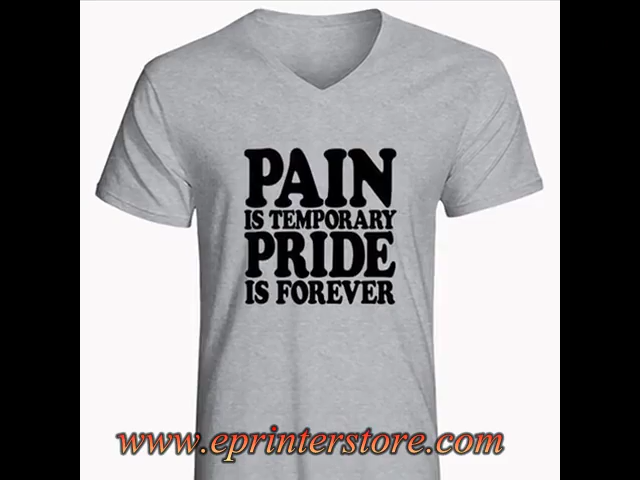 PAIN
IS TEMPORARY
PRIDE
IS FOREVER
www.eprinterstore.com